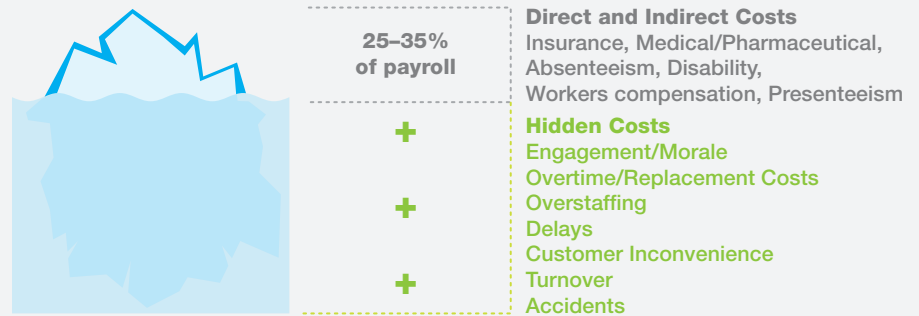 25–35%
of payroll
Direct and Indirect Costs
Insurance, Medical/Pharmaceutical,
Absenteeism, Disability,
Workers compensation, Presenteeism
+
+
+
Hidden Costs
Engagement/Morale
Overtime/Replacement Costs
Overstaffing
Delays
Customer Inconvenience
Turnover
Accidents